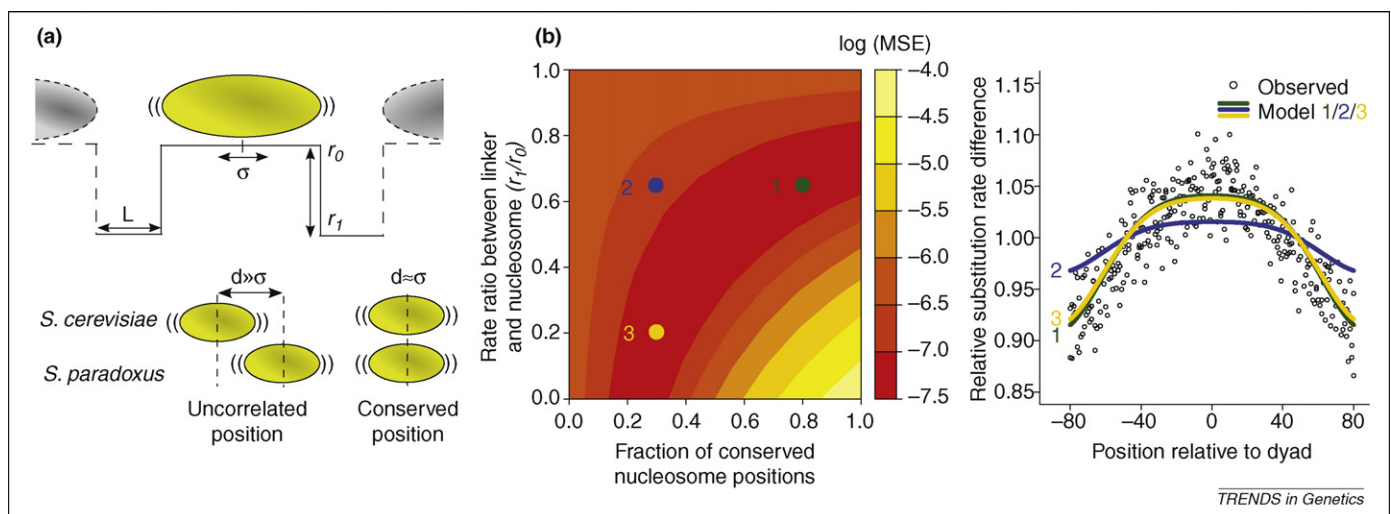 (a)
r0
σ
L
r1
d≫σ
d≈σ
S. cerevisiae
S. paradoxus
Uncorrelated
position
Conserved
position
(b)
log (MSE)
1.0
0.8
0.6
0.4
0.2
0.0
Rate ratio between linker
and nucleosome (r1/r0)
2
1
3
0.0 0.2 0.4 0.6 0.8 1.0
Fraction of conserved
nucleosome positions
−4.0
−4.5
−5.0
−5.5
−6.0
−6.5
−7.0
−7.5
1.15
1.10
1.05
1.00
0.95
0.90
0.85
Relative substitution rate difference
Observed
Model 1/2/3
2
3
1
−80 −40 0 40 80
Position relative to dyad
TRENDS in Genetics